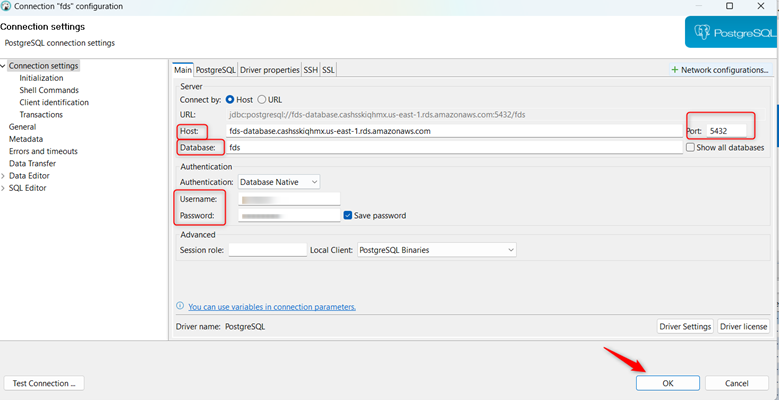 Connection "fds" configuration
Connection settings
PostgreSQL connection settings
PostgreSQL
Connection settings
Initialization
Shell Commands
Client identification
Transactions
General
Metadata
Errors and timeouts
Data Transfer
Data Editor
SQL Editor
Main PostgreSQL Driver properties SSH SSL
+ Network configurations...
Server
Connect by: Host URL
URL: jdbc:postgresql://fds-database.cashsskiqhmx.us-east-1.rds.amazonaws.com:5432/fds
Host: fds-database.cashsskiqhmx.us-east-1.rds.amazonaws.com Port: 5432
Database: fds Show all databases
Authentication
Authentication: Database Native
Username:
Password: Save password
Advanced
Session role: Local Client: PostgreSQL Binaries
You can use variables in connection parameters.
Driver name: PostgreSQL Driver Settings Driver license
Test Connection ... OK Cancel